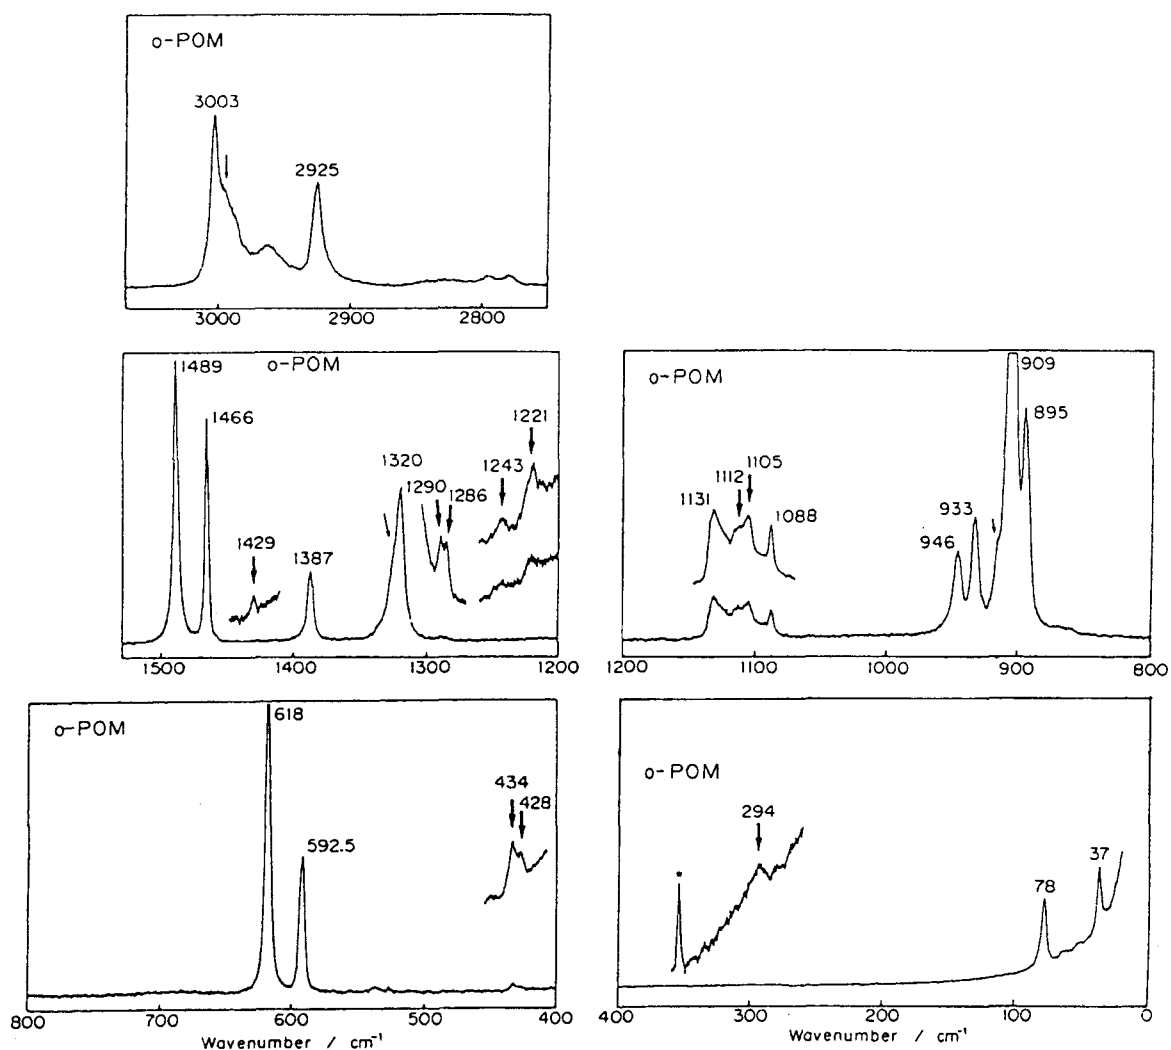 o-POM
3003
2925
3000 2900 2800
o-POM
1489
1466
1429
1387
1320
1290
1286
1243
1221
1500 1400 1300 1200
o-POM
1131
1112
1105
1088
946
933
909
895
1200 1100 1000 900 800
o-POM
618
592.5
434
428
800 700 600 500 400
Wavenumber / cm⁻¹
o-POM
*
294
78
37
400 300 200 100 0
Wavenumber / cm⁻¹